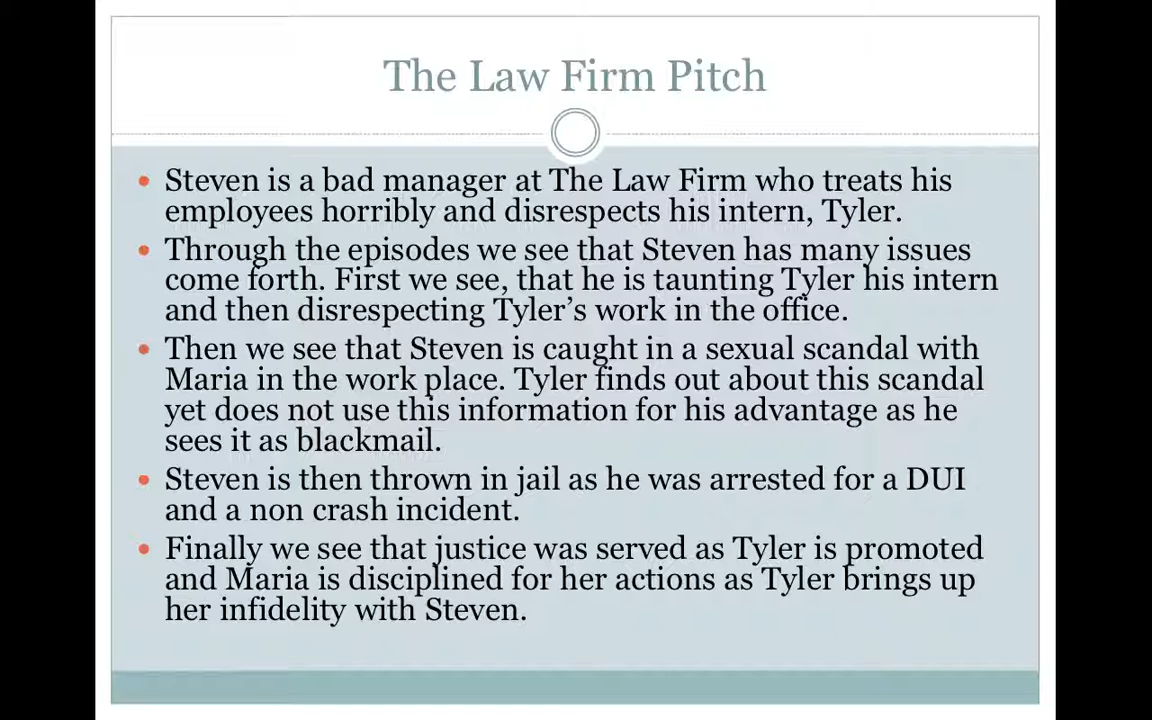 The Law Firm Pitch
• Steven is a bad manager at The Law Firm who treats his
employees horribly and disrespects his intern, Tyler.
• Through the episodes we see that Steven has many issues
come forth. First we see, that he is taunting Tyler his intern
and then disrespecting Tyler’s work in the office.
• Then we see that Steven is caught in a sexual scandal with
Maria in the work place. Tyler finds out about this scandal
yet does not use this information for his advantage as he
sees it as blackmail.
• Steven is then thrown in jail as he was arrested for a DUI
and a non crash incident.
• Finally we see that justice was served as Tyler is promoted
and Maria is disciplined for her actions as Tyler brings up
her infidelity with Steven.